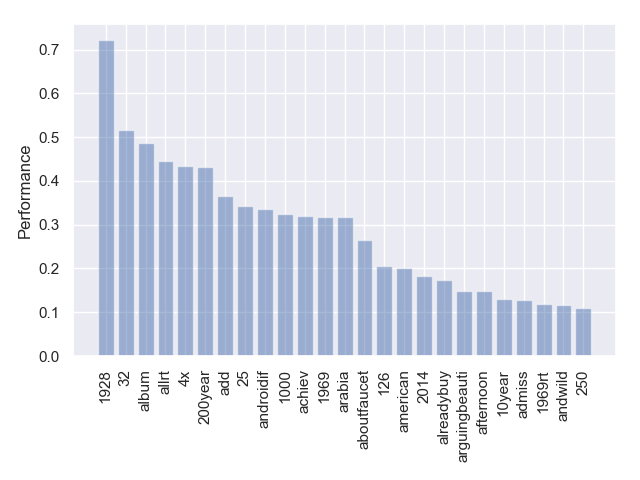 0.7
0.6
0.5
0.4
0.3
0.2
0.1
0.0
Performance
1928
32
album
allrt
4x
200year
add
25
androidif
1000
achiev
1969
arabia
aboutfaucet
126
american
2014
alreadybuy
arguingbeauti
afternoon
10year
admiss
1969rt
andwild
250